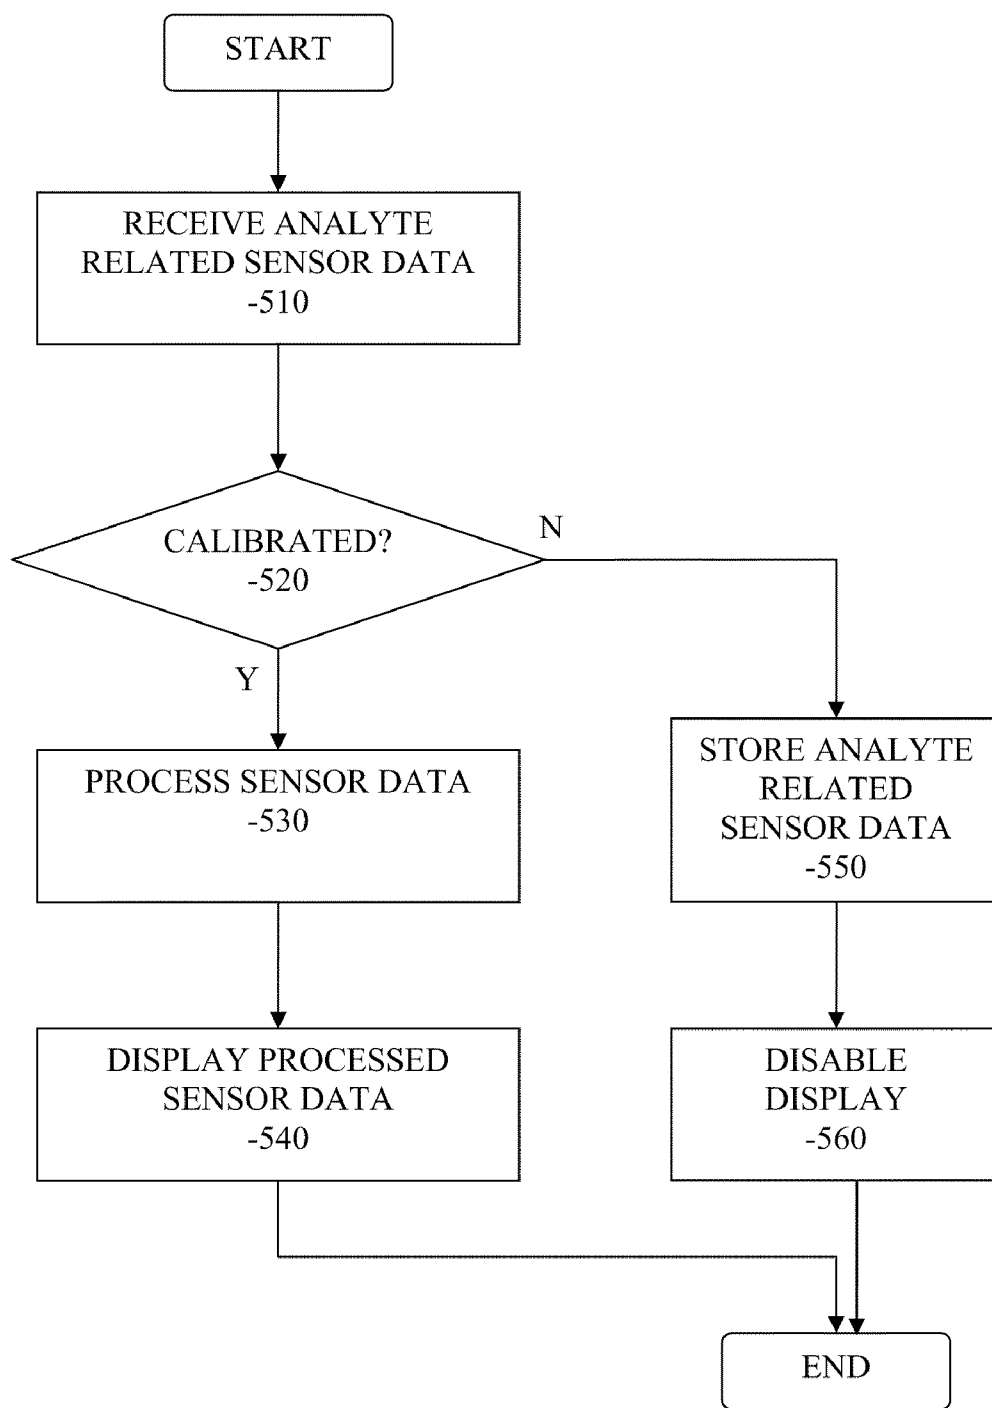 START
RECEIVE ANALYTE
RELATED SENSOR DATA
-510
CALIBRATED?
-520
N
Y
PROCESS SENSOR DATA
-530
STORE ANALYTE
RELATED
SENSOR DATA
-550
DISPLAY PROCESSED
SENSOR DATA
-540
DISABLE
DISPLAY
-560
END